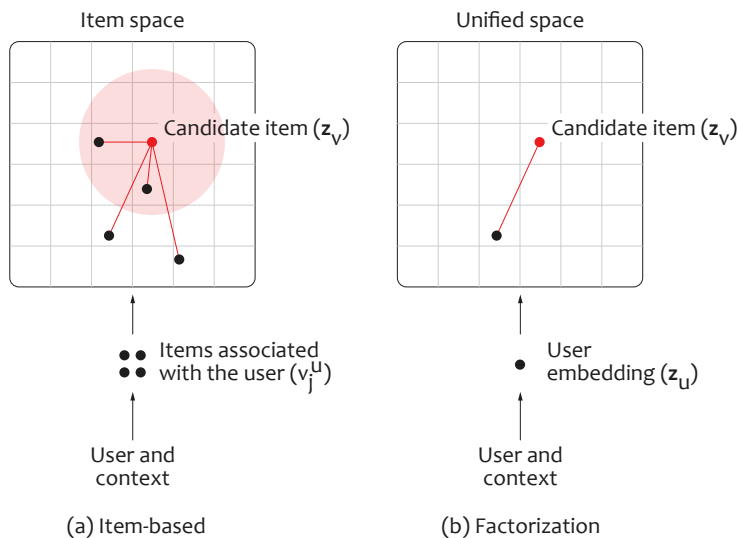 Item space
Candidate item (z_v)
Items associated
with the user (v_j^u)
User and
context
(a) Item-based
Unified space
Candidate item (z_v)
User
embedding (z_u)
User and
context
(b) Factorization